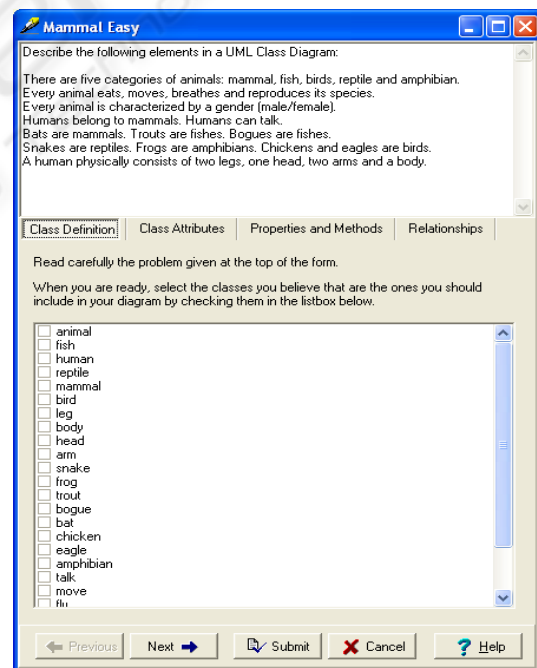 Mammal Easy
Describe the following elements in a UML Class Diagram:
There are five categories of animals: mammal, fish, birds, reptile and amphibian.
Every animal eats, moves, breathes and reproduces its species.
Every animal is characterized by a gender (male/female).
Humans belong to mammals. Humans can talk.
Bats are mammals. Trouts are fishes. Bogues are fishes.
Snakes are reptiles. Frogs are amphibians. Chickens and eagles are birds.
A human physically consists of two legs, one head, two arms and a body.
Class Definition Class Attributes Properties and Methods Relationships
Read carefully the problem given at the top of the form.
When you are ready, select the classes you believe that are the ones you should
include in your diagram by checking them in the listbox below.
animal
fish
human
reptile
mammal
bird
leg
body
head
arm
snake
frog
trout
bogue
bat
chicken
eagle
amphibian
talk
move
Previous Next Submit Cancel ? Help